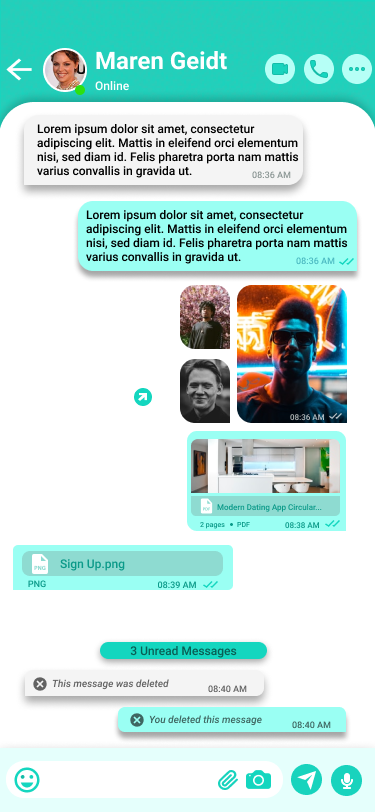 Maren Geidt
Online
Lorem ipsum dolor sit amet, consectetur
adipiscing elit. Mattis in eleifend orci elementum
nisi, sed diam id. Felis pharetra porta nam mattis
varius convallis in gravida ut.
08:36 AM
Lorem ipsum dolor sit amet, consectetur
adipiscing elit. Mattis in eleifend orci elementum
nisi, sed diam id. Felis pharetra porta nam mattis
varius convallis in gravida ut.
08:36 AM
08:36 AM
PDF
Modern Dating App Circular...
2 pages • PDF 08:38 AM
PNG
Sign Up.png
PNG 08:39 AM
3 Unread Messages
This message was deleted
08:40 AM
You deleted this message
08:40 AM